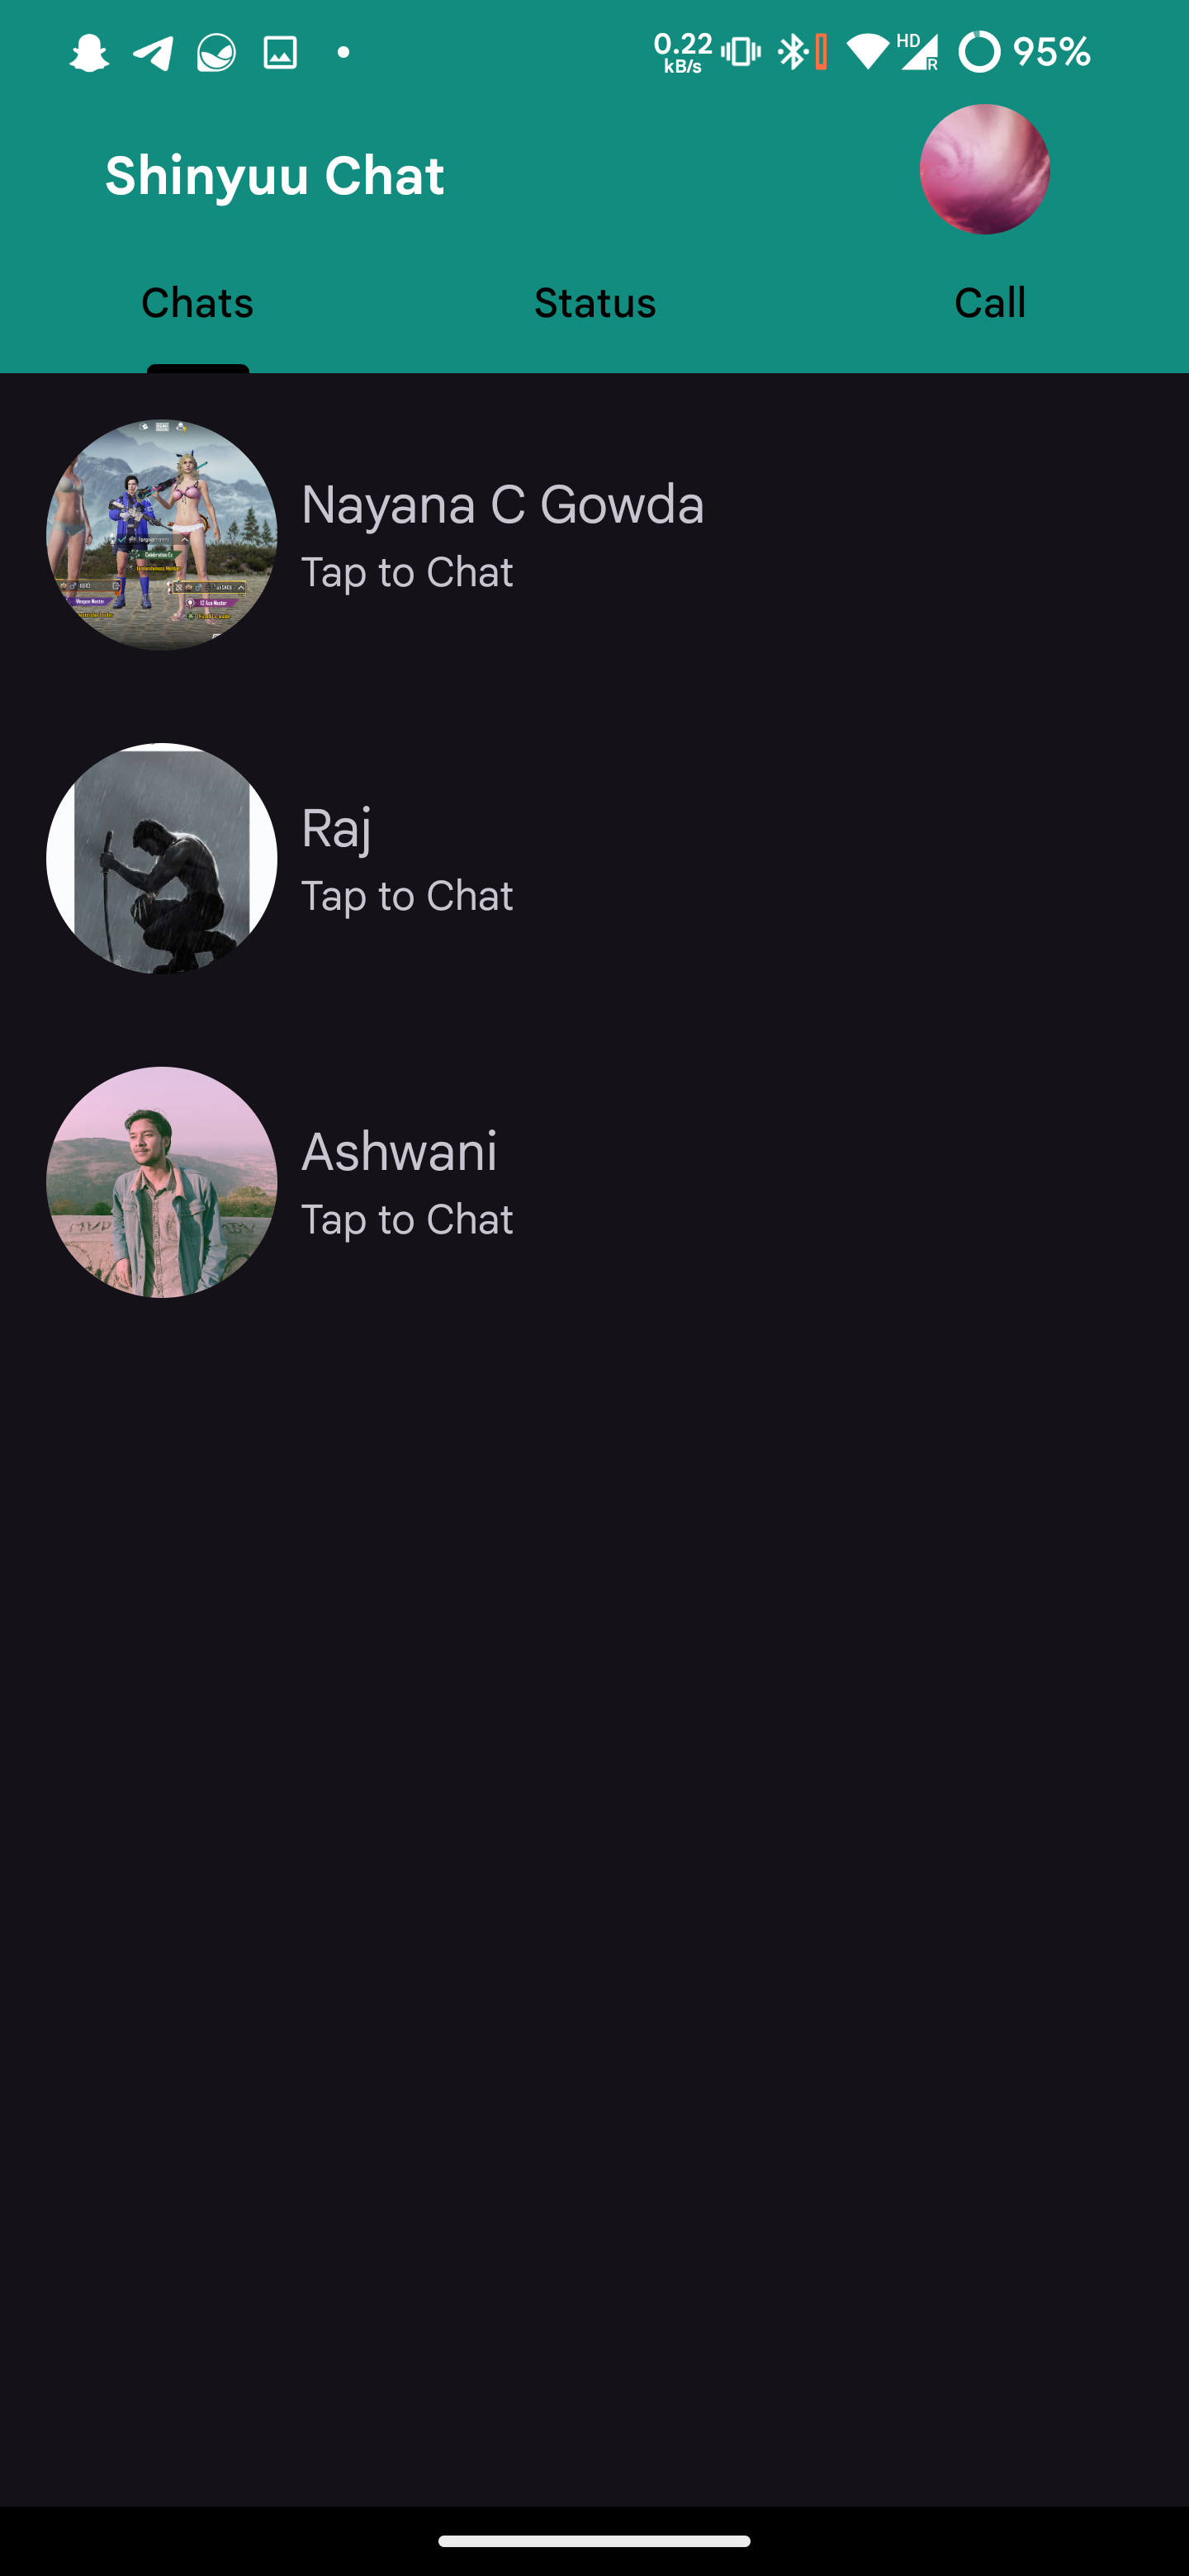 0.22 kB/s HD R 95%
Shinyuu Chat
Chats Status Call
Nayana C Gowda
Tap to Chat
Raj
Tap to Chat
Ashwani
Tap to Chat